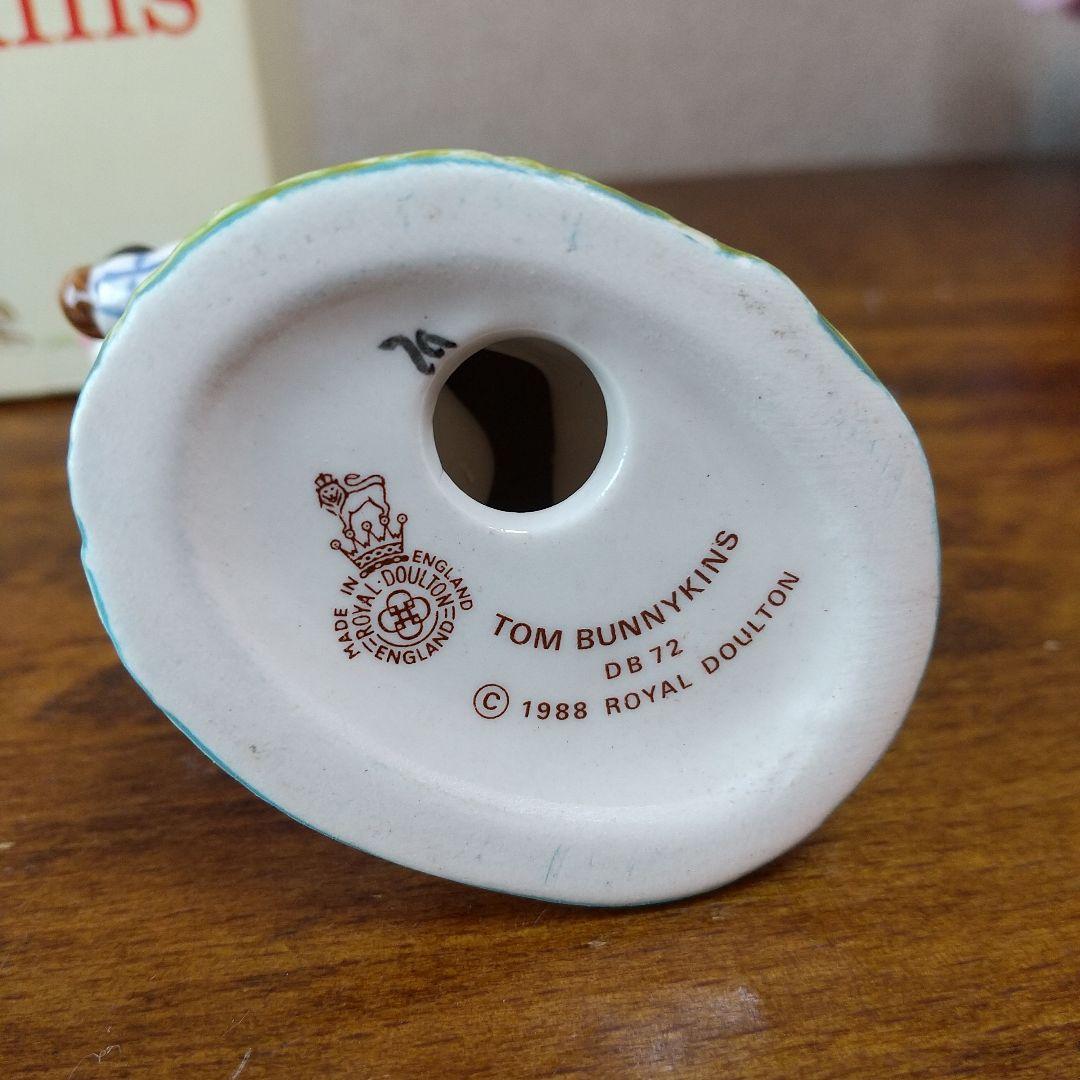 MADE IN ENGLAND
ROYAL·DOULTON
ENGLAND
TOM BUNNYKINS
DB 72
© 1988 ROYAL DOULTON